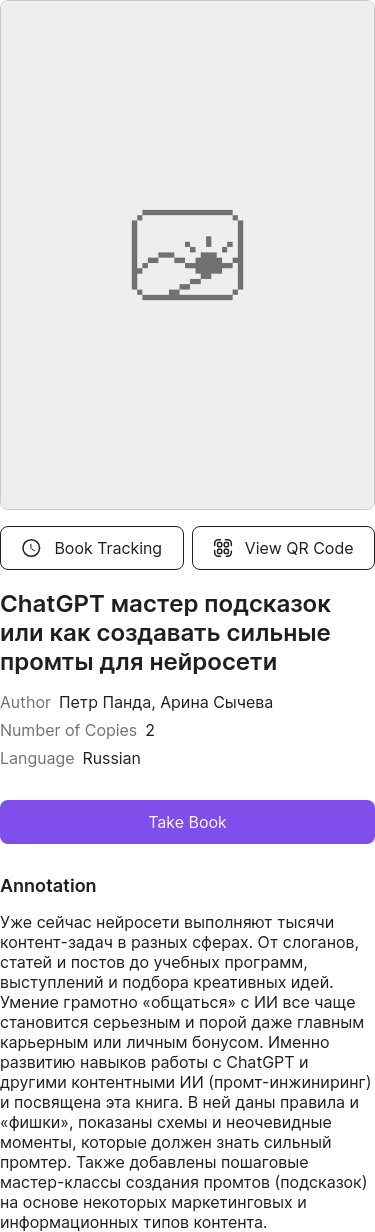 Book Tracking
View QR Code
ChatGPT мастер подсказок
или как создавать сильные
промты для нейросети
Author Петр Панда, Арина Сычева
Number of Copies 2
Language Russian
Take Book
Annotation
Уже сейчас нейросети выполняют тысячи
контент-задач в разных сферах. От слоганов,
статей и постов до учебных программ,
выступлений и подбора креативных идей.
Умение грамотно «общаться» с ИИ все чаще
становится серьезным и порой даже главным
карьерным или личным бонусом. Именно
развитию навыков работы с ChatGPT и
другими контентными ИИ (промт-инжиниринг)
и посвящена эта книга. В ней даны правила и
«фишки», показаны схемы и неочевидные
моменты, которые должен знать сильный
промтер. Также добавлены пошаговые
мастер-классы создания промтов (подсказок)
на основе некоторых маркетинговых и
информационных типов контента.